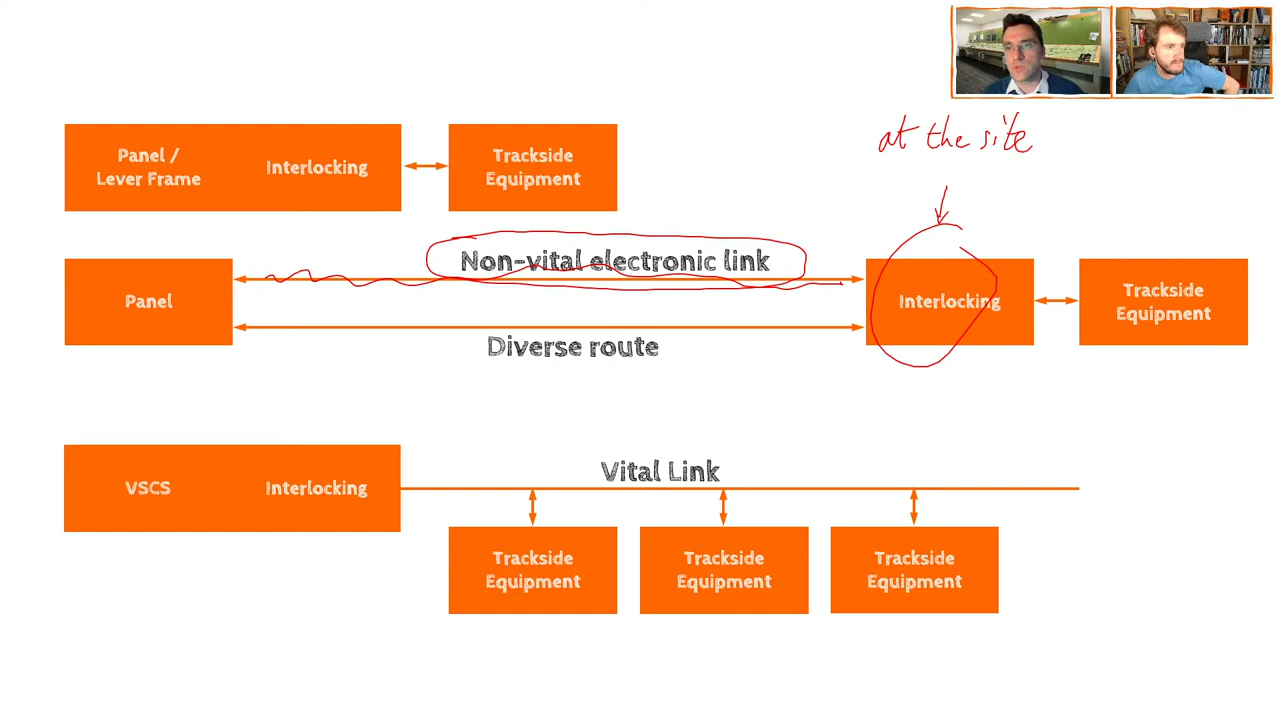 at the site
Panel /
Lever Frame
Interlocking
Trackside
Equipment
Non-vital electronic link
Panel
Interlocking
Trackside
Equipment
Diverse route
VSCS
Interlocking
Vital Link
Trackside
Equipment
Trackside
Equipment
Trackside
Equipment